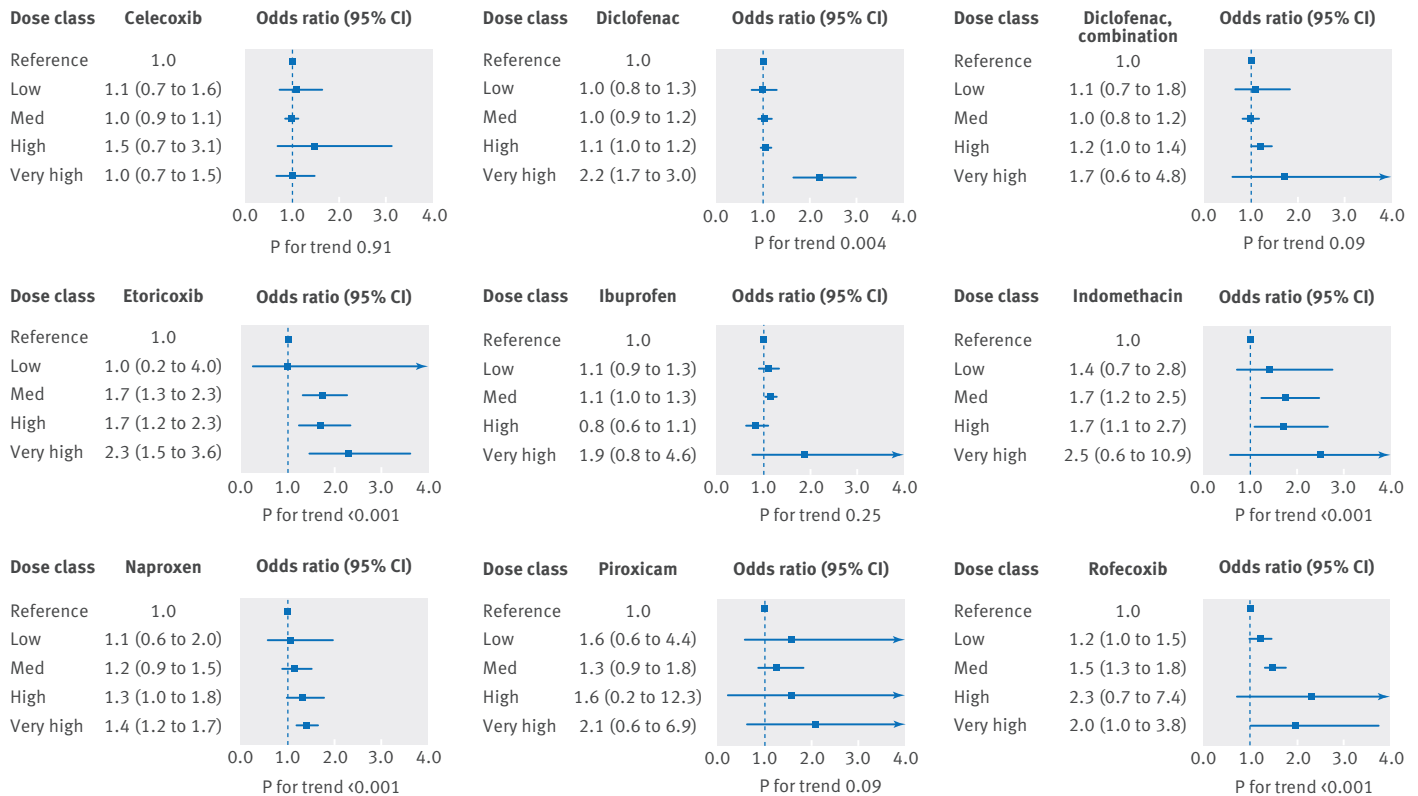 Dose class Celecoxib Odds ratio (95% CI)
Reference 1.0
Low 1.1 (0.7 to 1.6)
Med 1.0 (0.9 to 1.1)
High 1.5 (0.7 to 3.1)
Very high 1.0 (0.7 to 1.5)
0.0 1.0 2.0 3.0 4.0
P for trend 0.91
Dose class Diclofenac Odds ratio (95% CI)
Reference 1.0
Low 1.0 (0.8 to 1.3)
Med 1.0 (0.9 to 1.2)
High 1.1 (1.0 to 1.2)
Very high 2.2 (1.7 to 3.0)
0.0 1.0 2.0 3.0 4.0
P for trend 0.004
Dose class Diclofenac, Odds ratio (95% CI)
combination
Reference 1.0
Low 1.1 (0.7 to 1.8)
Med 1.0 (0.8 to 1.2)
High 1.2 (1.0 to 1.4)
Very high 1.7 (0.6 to 4.8)
0.0 1.0 2.0 3.0 4.0
P for trend 0.09
Dose class Etoricoxib Odds ratio (95% CI)
Reference 1.0
Low 1.0 (0.2 to 4.0)
Med 1.7 (1.3 to 2.3)
High 1.7 (1.2 to 2.3)
Very high 2.3 (1.5 to 3.6)
0.0 1.0 2.0 3.0 4.0
P for trend <0.001
Dose class Ibuprofen Odds ratio (95% CI)
Reference 1.0
Low 1.1 (0.9 to 1.3)
Med 1.1 (1.0 to 1.3)
High 0.8 (0.6 to 1.1)
Very high 1.9 (0.8 to 4.6)
0.0 1.0 2.0 3.0 4.0
P for trend 0.25
Dose class Indomethacin Odds ratio (95% CI)
Reference 1.0
Low 1.4 (0.7 to 2.8)
Med 1.7 (1.2 to 2.5)
High 1.7 (1.1 to 2.7)
Very high 2.5 (0.6 to 10.9)
0.0 1.0 2.0 3.0 4.0
P for trend <0.001
Dose class Naproxen Odds ratio (95% CI)
Reference 1.0
Low 1.1 (0.6 to 2.0)
Med 1.2 (0.9 to 1.5)
High 1.3 (1.0 to 1.8)
Very high 1.4 (1.2 to 1.7)
0.0 1.0 2.0 3.0 4.0
P for trend <0.001
Dose class Piroxicam Odds ratio (95% CI)
Reference 1.0
Low 1.6 (0.6 to 4.4)
Med 1.3 (0.9 to 1.8)
High 1.6 (0.2 to 12.3)
Very high 2.1 (0.6 to 6.9)
0.0 1.0 2.0 3.0 4.0
P for trend 0.09
Dose class Rofecoxib Odds ratio (95% CI)
Reference 1.0
Low 1.2 (1.0 to 1.5)
Med 1.5 (1.3 to 1.8)
High 2.3 (0.7 to 7.4)
Very high 2.0 (1.0 to 3.8)
0.0 1.0 2.0 3.0 4.0
P for trend <0.001